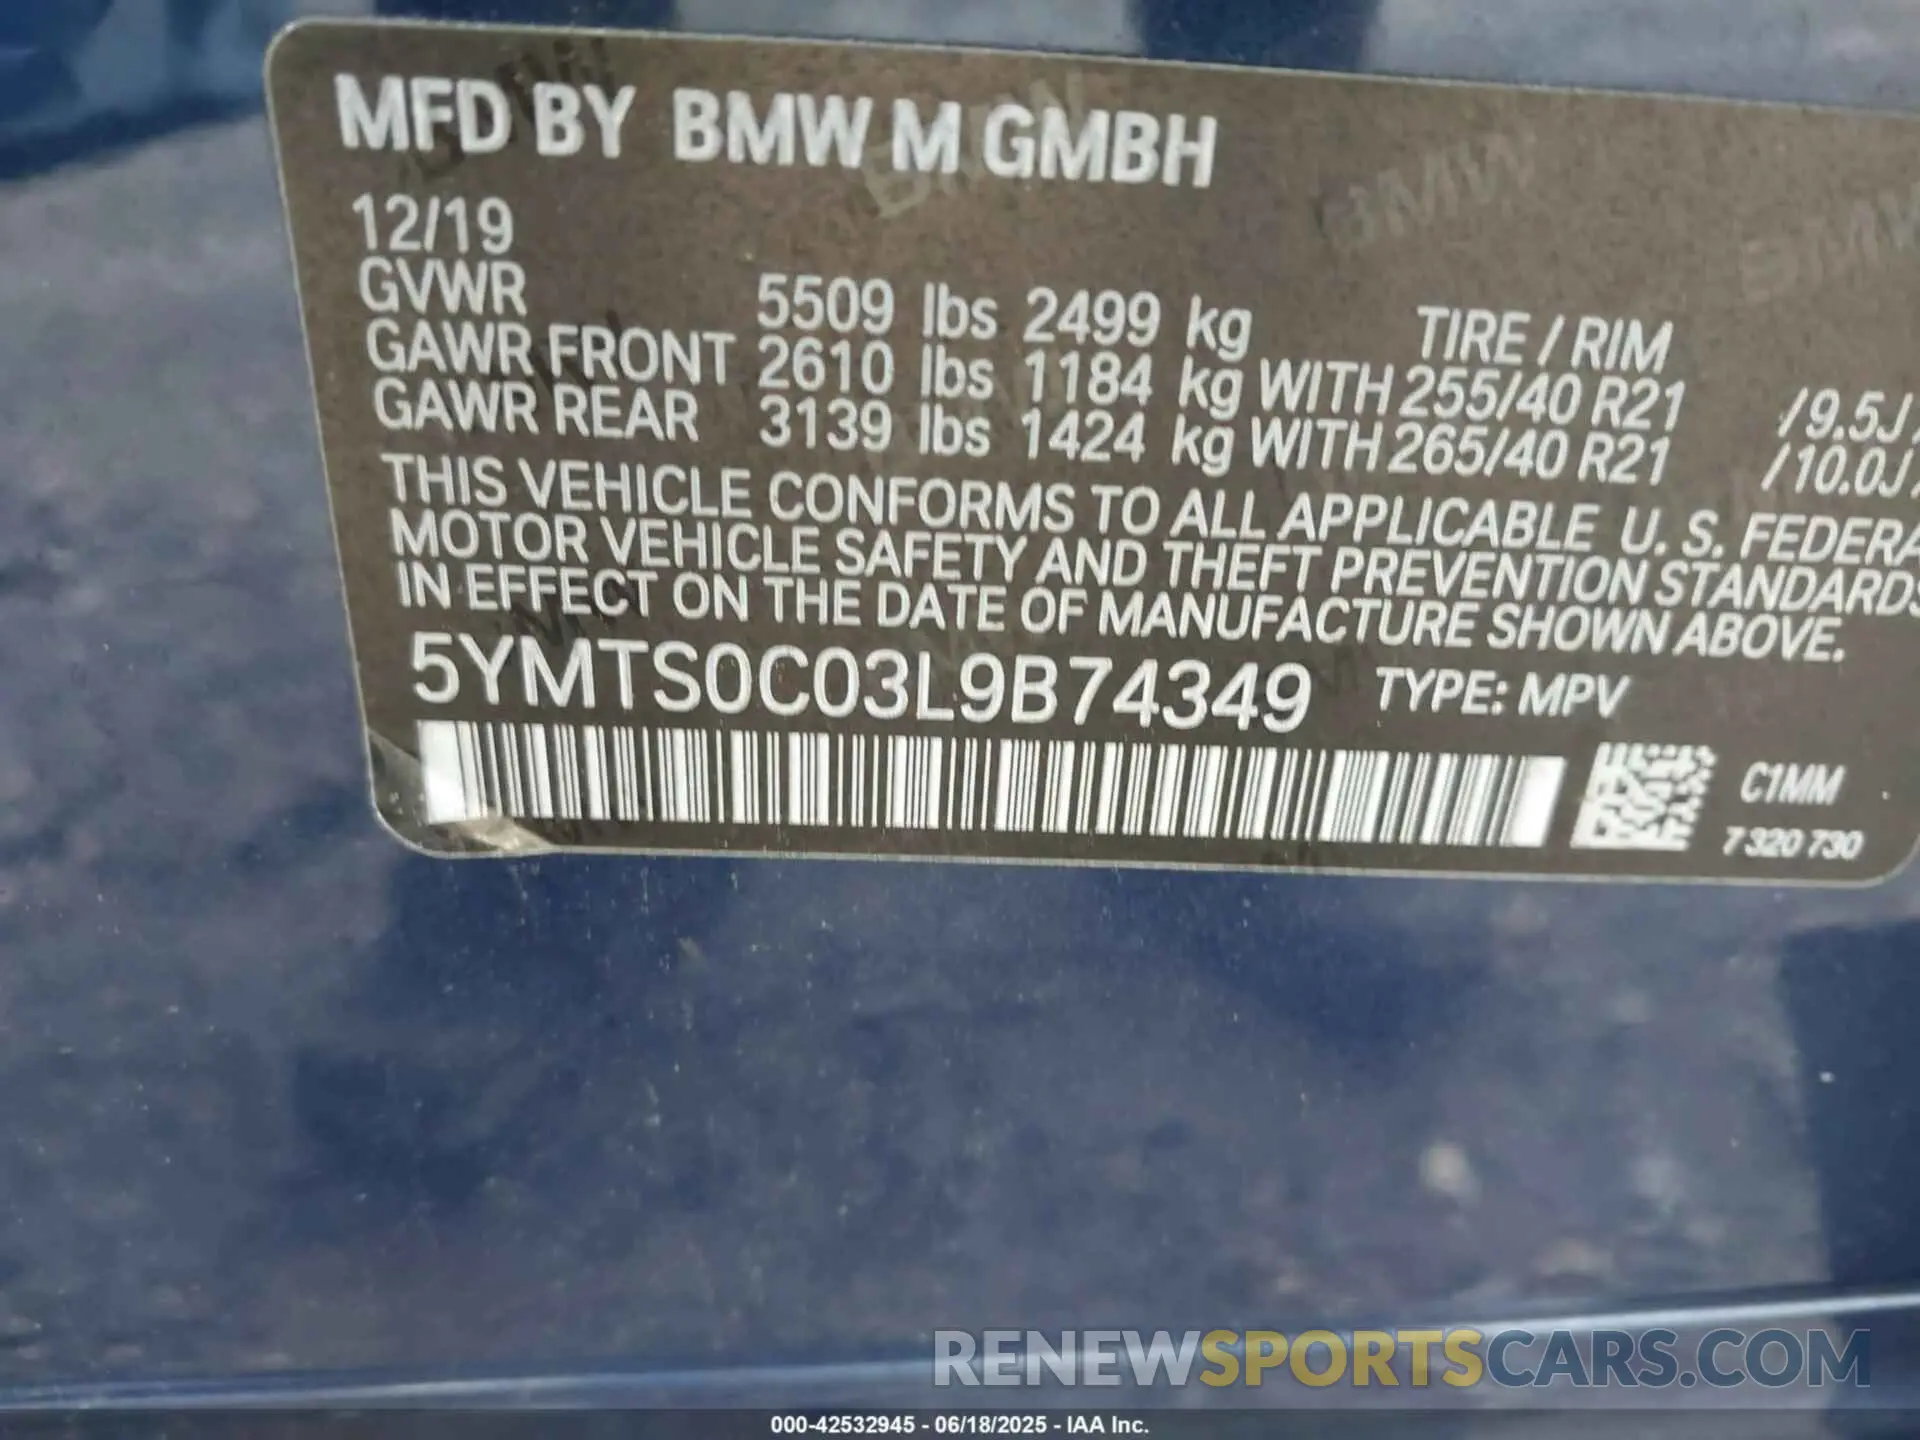 MFD BY BMW M GMBH
12/19
GVWR 5509 lbs 2499 kg TIRE / RIM
GAWR FRONT 2610 lbs 1184 kg WITH 255/40 R21 /9.5J
GAWR REAR 3139 lbs 1424 kg WITH 265/40 R21 /10.0J
THIS VEHICLE CONFORMS TO ALL APPLICABLE U. S. FEDERA
MOTOR VEHICLE SAFETY AND THEFT PREVENTION STANDARDS
IN EFFECT ON THE DATE OF MANUFACTURE SHOWN ABOVE.
5YMTS0C03L9B74349 TYPE: MPV
C1MM
7 320 730
RENEWSPORTSCARS.COM
000-42532945 - 06/18/2025 - IAA Inc.